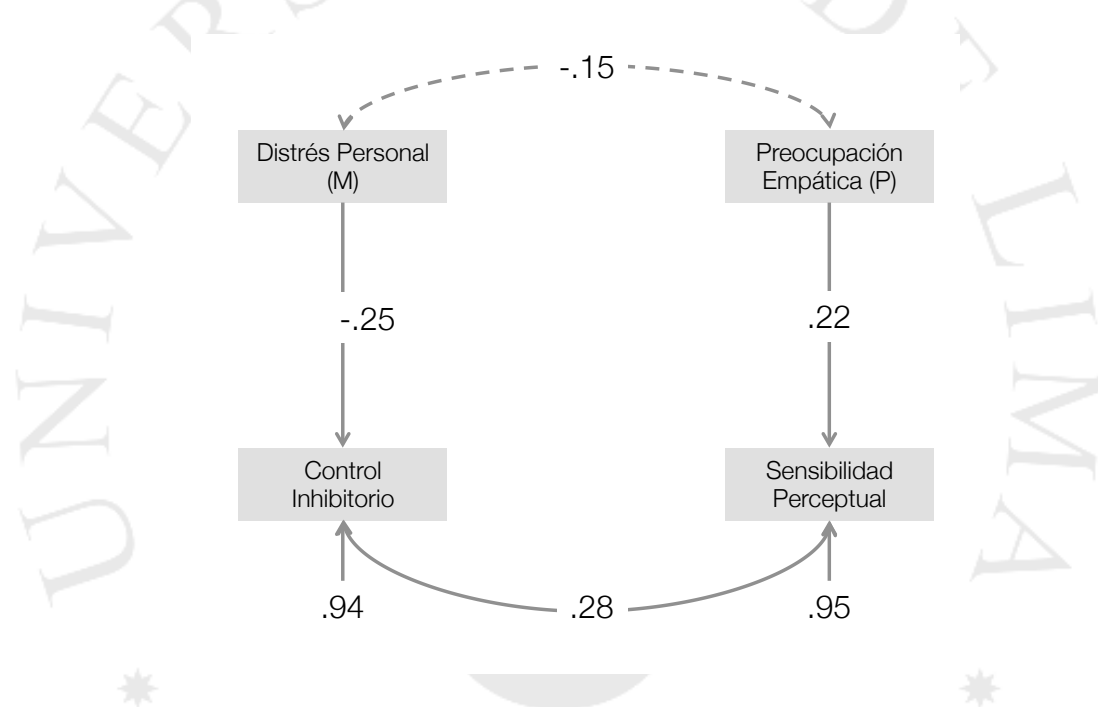 -.15
Distrés Personal
(M)
Preocupación
Empática (P)
-.25
.22
Control
Inhibitorio
Sensibilidad
Perceptual
.94
.28
.95